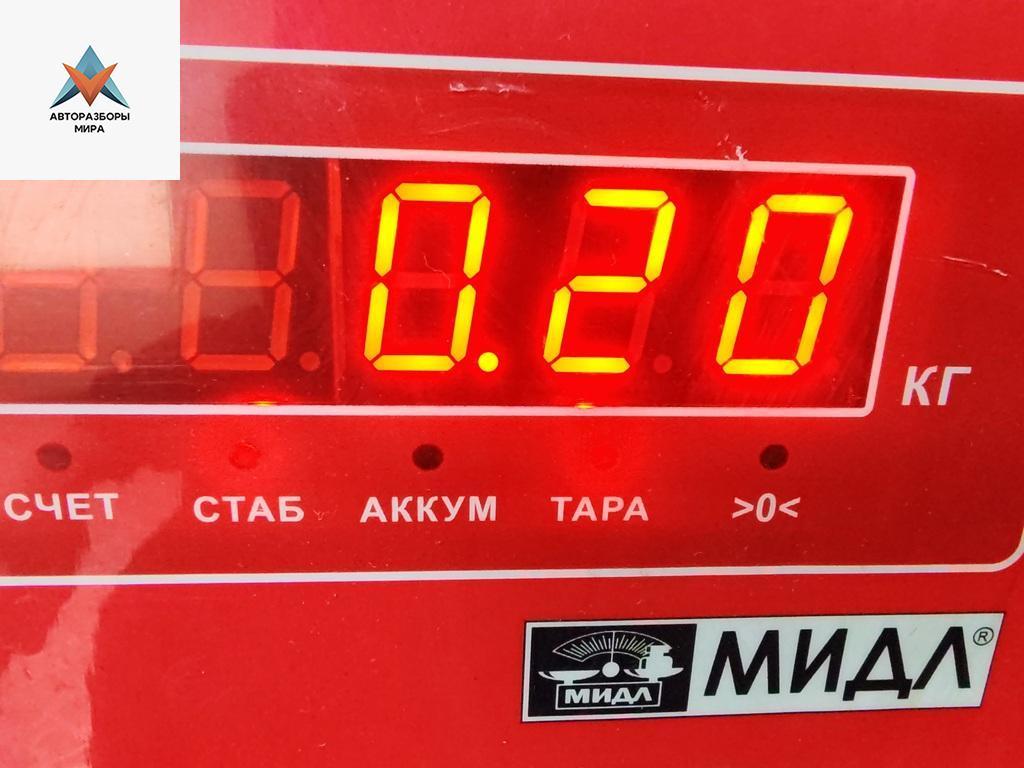 АВТОРАЗБОРЫ
МИРА
0.20
КГ
СЧЕТ СТАБ АККУМ ТАРА >0<
МИДЛ МИДЛ®